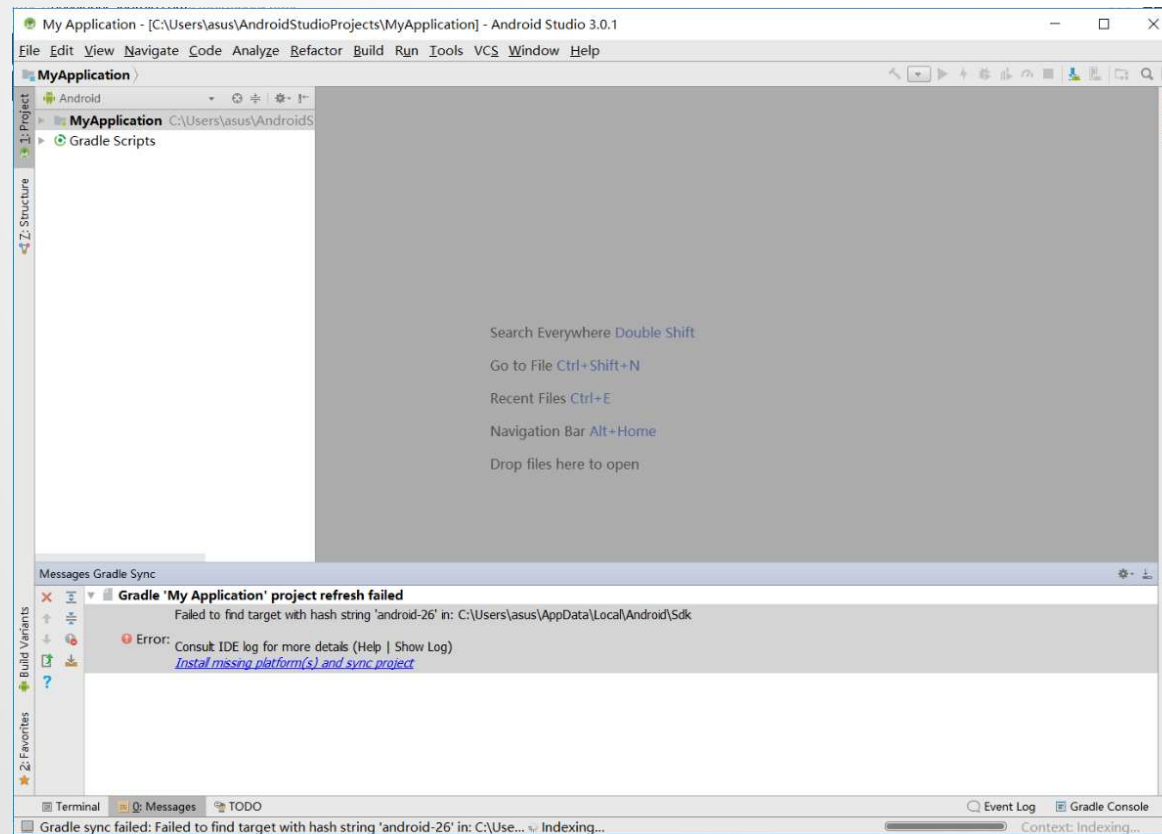 My Application - [C:\Users\asus\AndroidStudioProjects\MyApplication] - Android Studio 3.0.1
File Edit View Navigate Code Analyze Refactor Build Run Tools VCS Window Help
MyApplication
1: Project
Android
MyApplication C:\Users\asus\AndroidS
Gradle Scripts
Z: Structure
Search Everywhere Double Shift
Go to File Ctrl+Shift+N
Recent Files Ctrl+E
Navigation Bar Alt+Home
Drop files here to open
Messages Gradle Sync
Gradle 'My Application' project refresh failed
Failed to find target with hash string 'android-26' in: C:\Users\asus\AppData\Local\Android\Sdk
Error:
Consult IDE log for more details (Help | Show Log)
Install missing platform(s) and sync project
Build Variants
2: Favorites
Terminal 0: Messages TODO Event Log Gradle Console
Gradle sync failed: Failed to find target with hash string 'android-26' in: C:\Use... Indexing... Context: Indexing...